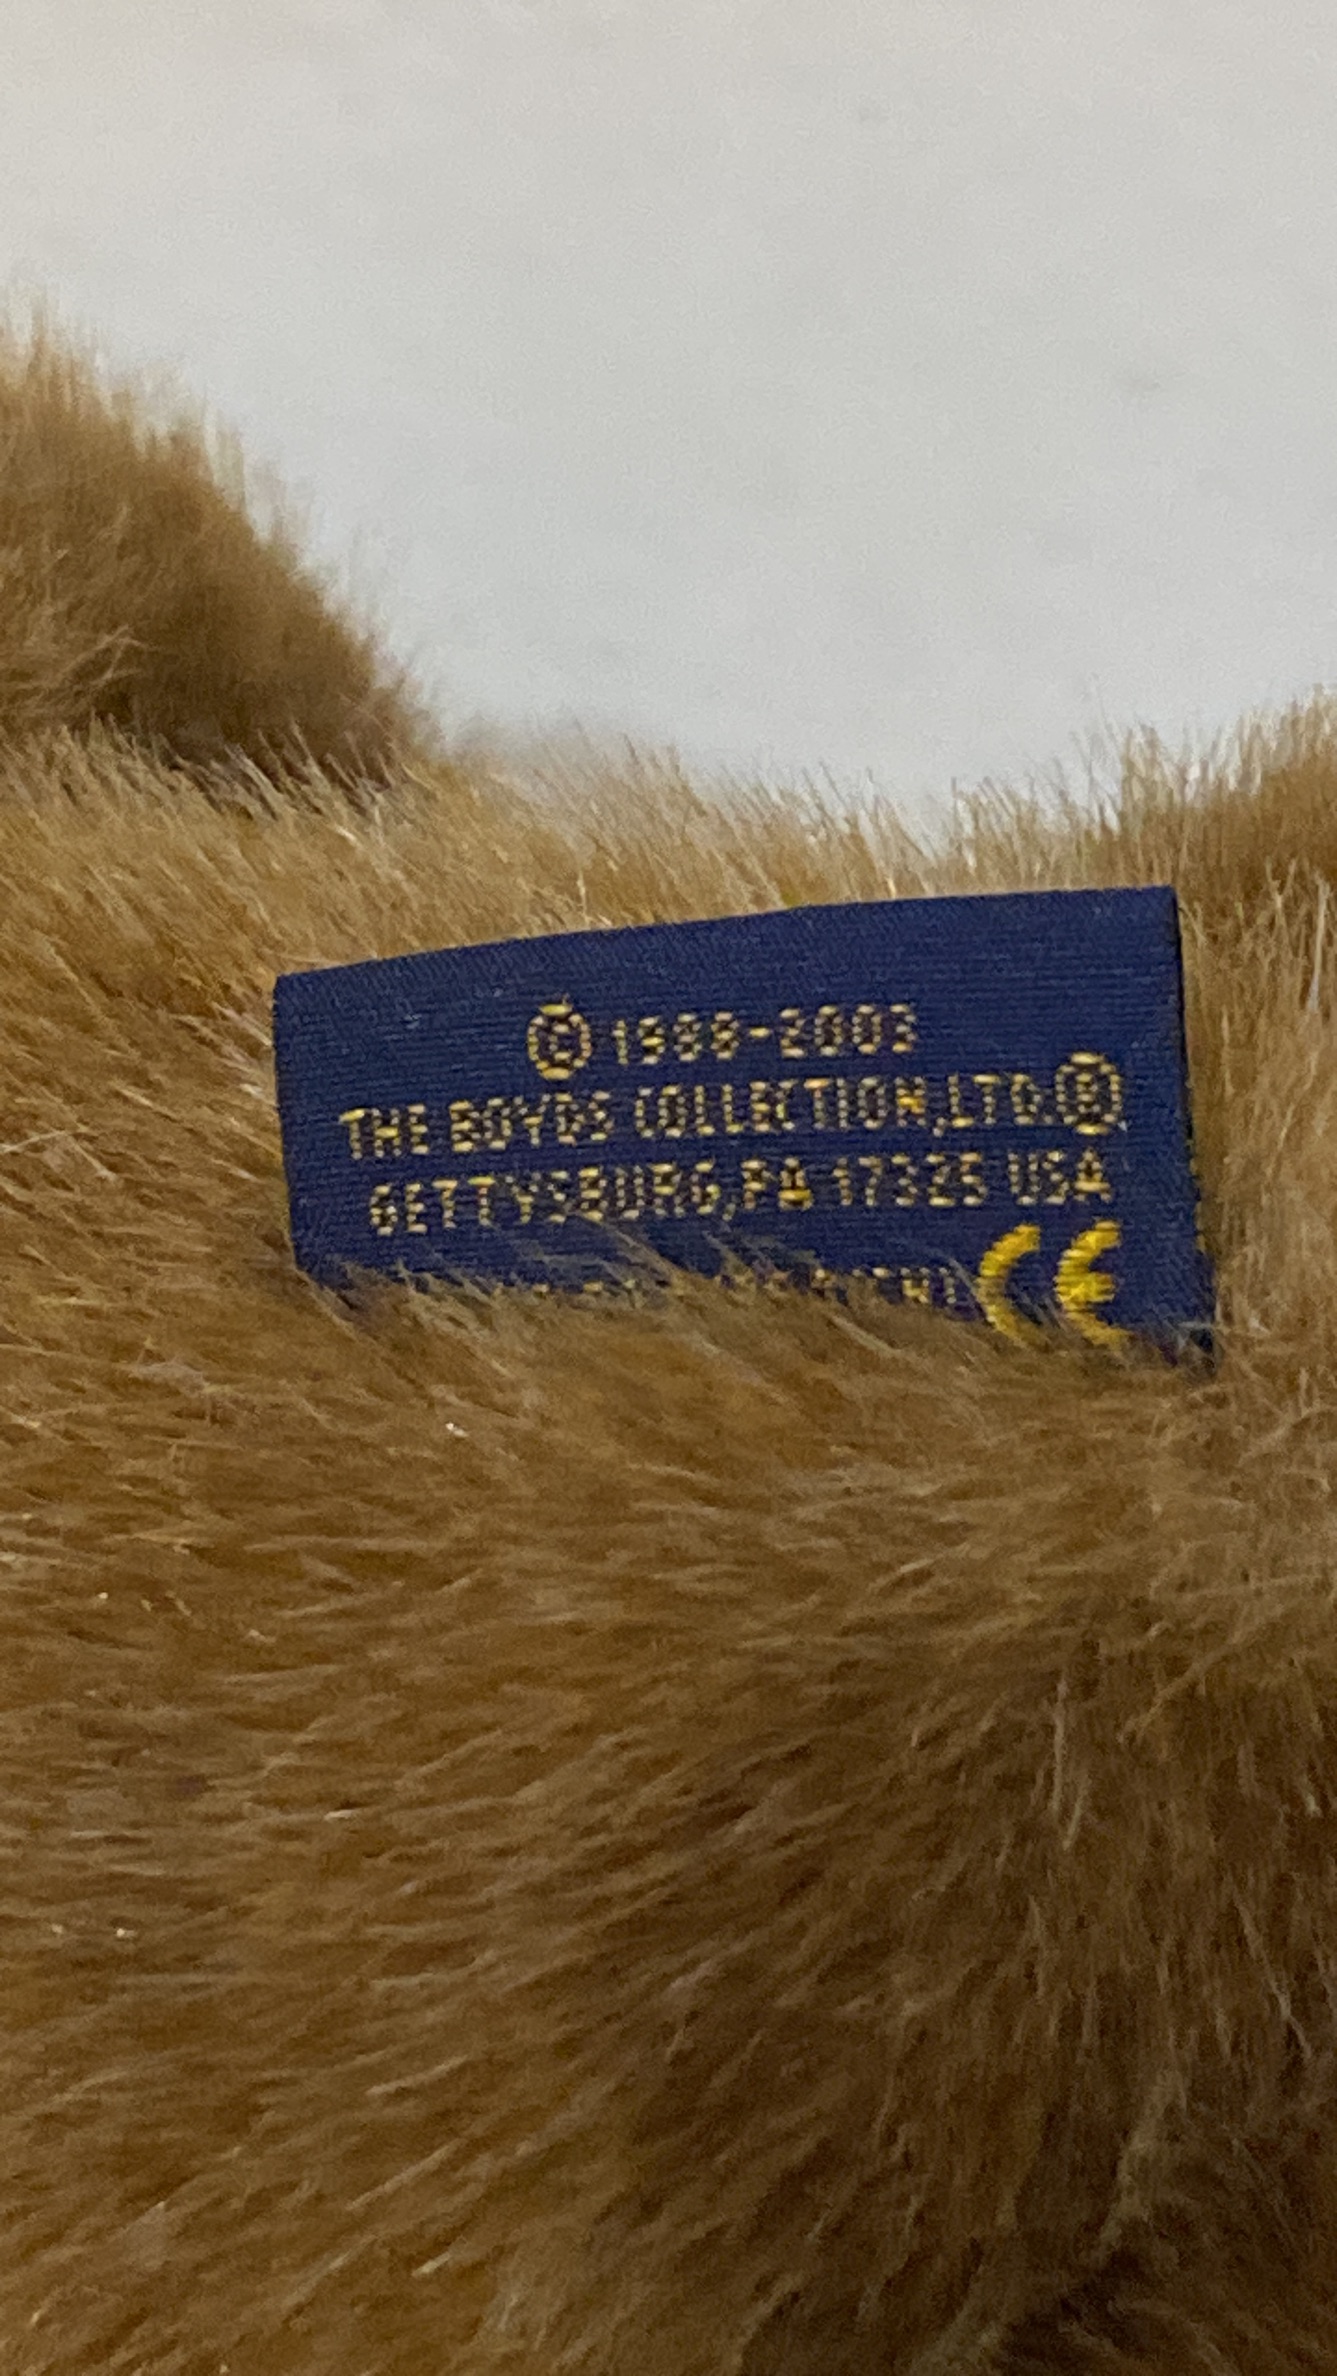 © 1988-2003
THE BOYDS COLLECTION,LTD.®
GETTYSBURG,PA 17325 USA
CE